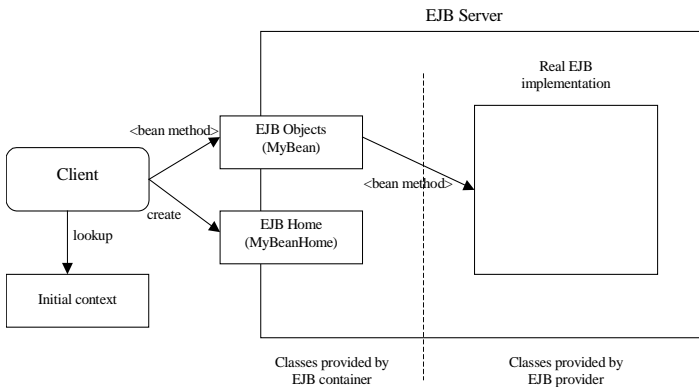 EJB Server
Real EJB
implementation
<bean method>
EJB Objects
(MyBean)
Client
<bean method>
create
EJB Home
(MyBeanHome)
lookup
Initial context
Classes provided by
EJB container
Classes provided by
EJB provider